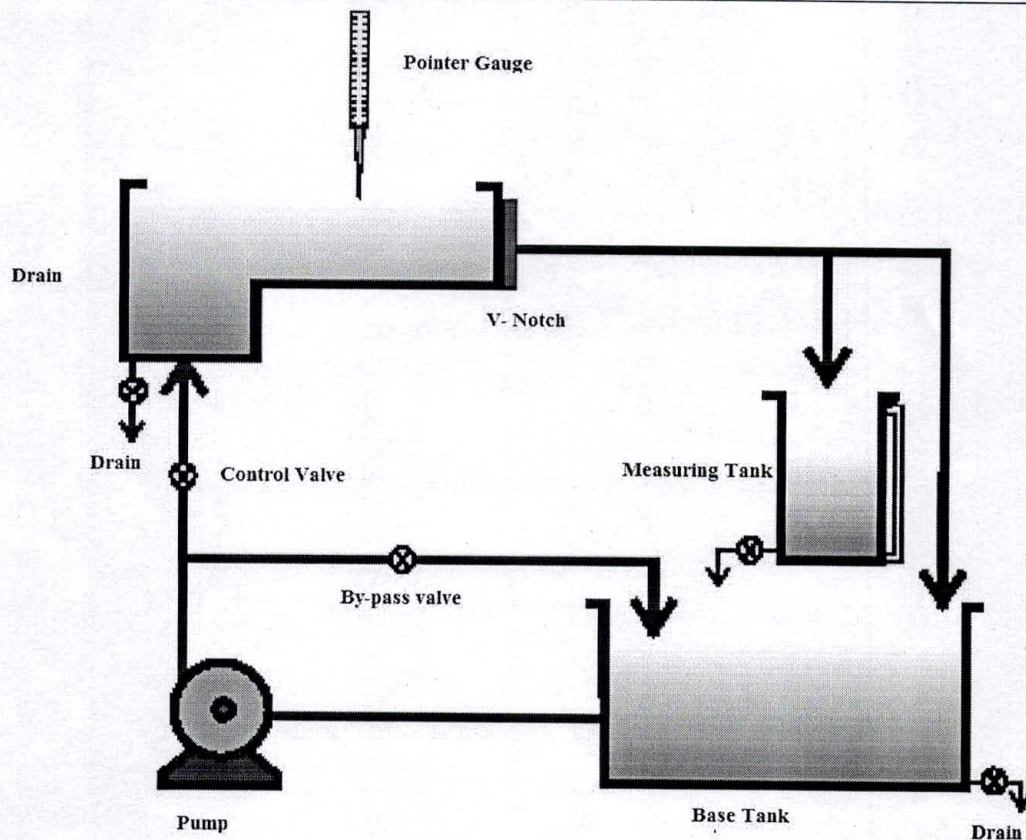 Pointer Gauge
Drain
V- Notch
Drain
Control Valve
Measuring Tank
By-pass valve
Pump
Base Tank
Drain